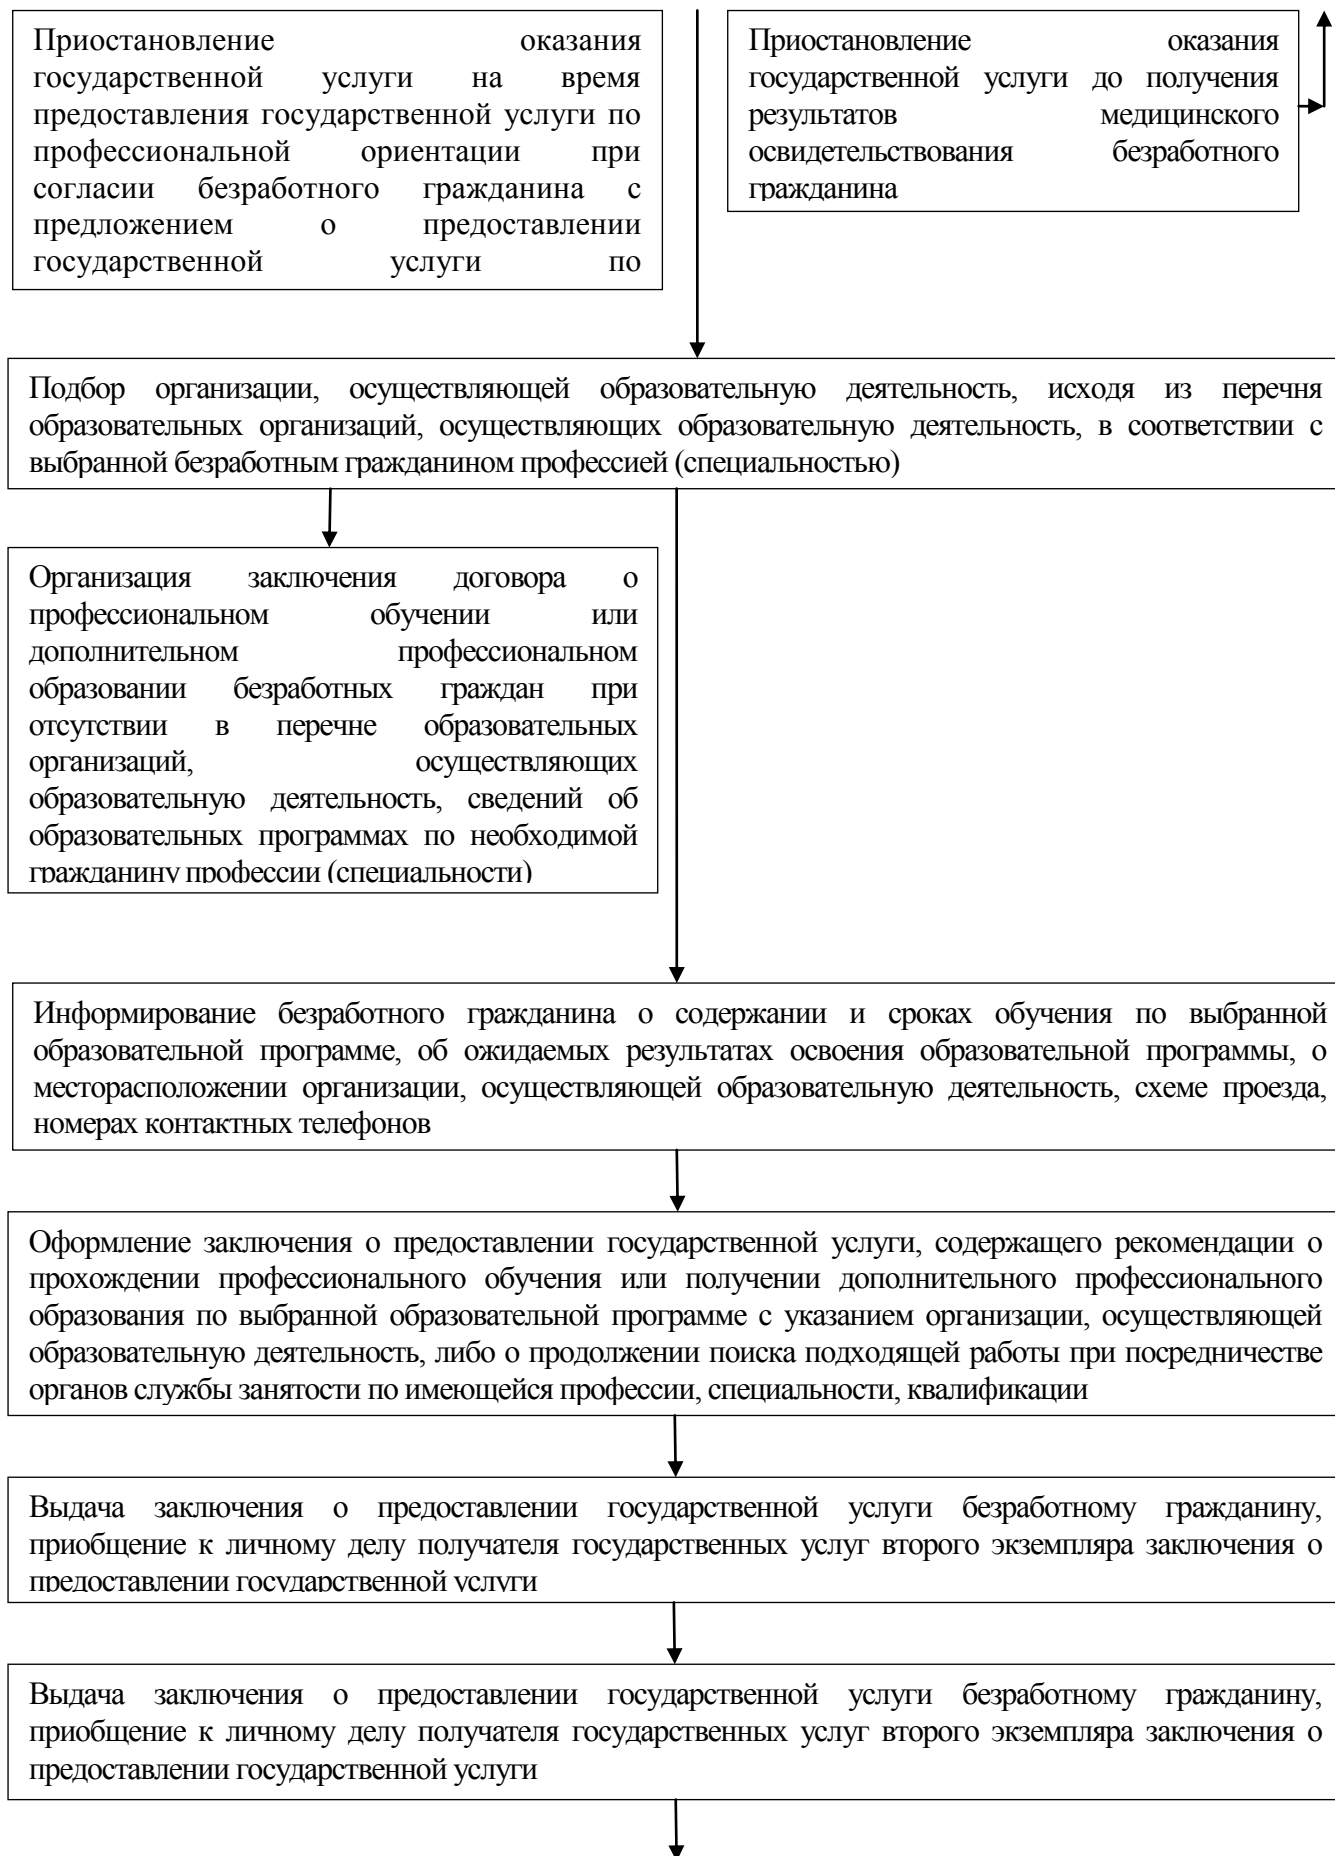 Приостановление оказания
государственной услуги на время
предоставления государственной услуги по
профессиональной ориентации при
согласии безработного гражданина с
предложением о предоставлении
государственной услуги по
Приостановление оказания
государственной услуги до получения
результатов медицинского
освидетельствования безработного
гражданина
Подбор организации, осуществляющей образовательную деятельность, исходя из перечня
образовательных организаций, осуществляющих образовательную деятельность, в соответствии с
выбранной безработным гражданином профессией (специальностью)
Организация заключения договора о
профессиональном обучении или
дополнительном профессиональном
образовании безработных граждан при
отсутствии в перечне образовательных
организаций, осуществляющих
образовательную деятельность, сведений об
образовательных программах по необходимой
гражданину профессии (специальности)
Информирование безработного гражданина о содержании и сроках обучения по выбранной
образовательной программе, об ожидаемых результатах освоения образовательной программы, о
месторасположении организации, осуществляющей образовательную деятельность, схеме проезда,
номерах контактных телефонов
Оформление заключения о предоставлении государственной услуги, содержащего рекомендации о
прохождении профессионального обучения или получении дополнительного профессионального
образования по выбранной образовательной программе с указанием организации, осуществляющей
образовательную деятельность, либо о продолжении поиска подходящей работы при посредничестве
органов службы занятости по имеющейся профессии, специальности, квалификации
Выдача заключения о предоставлении государственной услуги безработному гражданину,
приобщение к личному делу получателя государственных услуг второго экземпляра заключения о
предоставлении государственной услуги
Выдача заключения о предоставлении государственной услуги безработному гражданину,
приобщение к личному делу получателя государственных услуг второго экземпляра заключения о
предоставлении государственной услуги